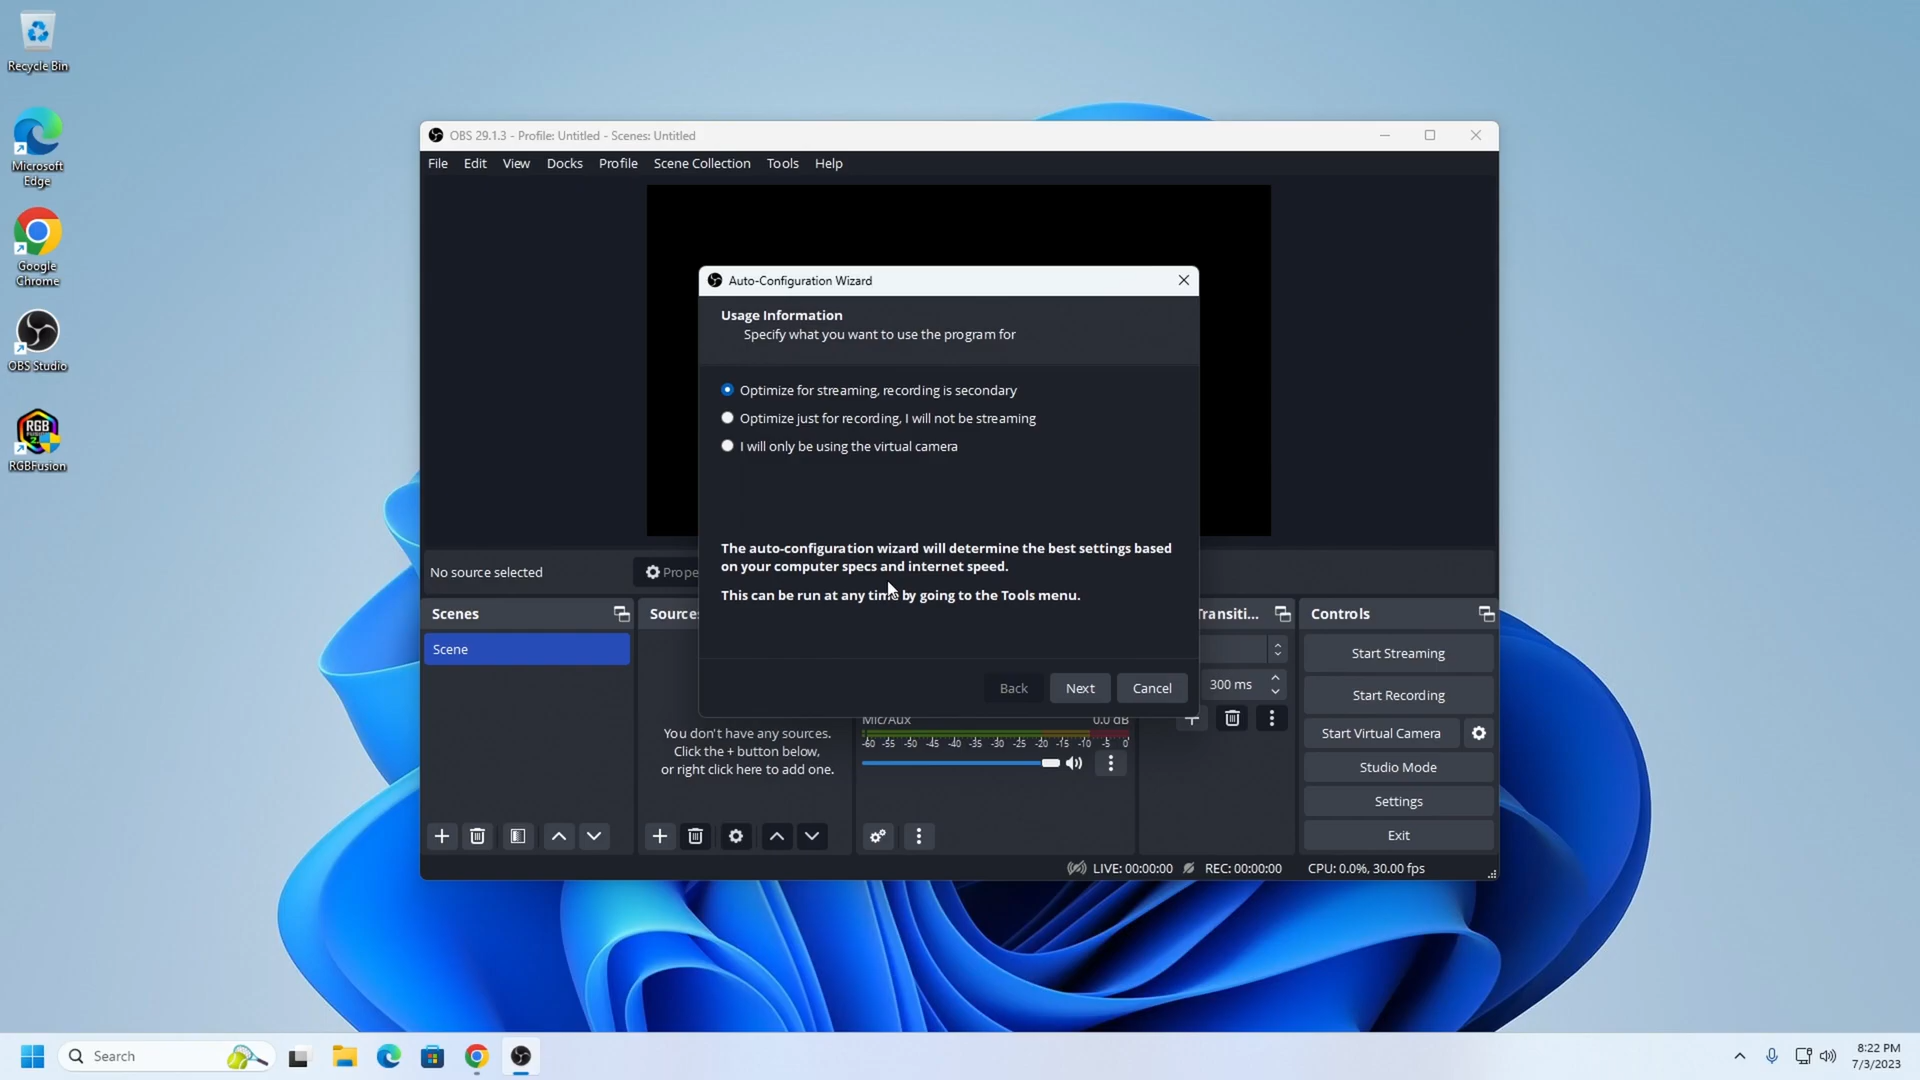 Recycle Bin
Microsoft
Edge
Google
Chrome
OBS Studio
RGB
RGBFusion
OBS 29.1.3 - Profile: Untitled - Scenes: Untitled
File Edit View Docks Profile Scene Collection Tools Help
Auto-Configuration Wizard
Usage Information
Specify what you want to use the program for
Optimize for streaming, recording is secondary
Optimize just for recording, I will not be streaming
I will only be using the virtual camera
The auto-configuration wizard will determine the best settings based
on your computer specs and internet speed.
This can be run at any time by going to the Tools menu.
Back Next Cancel
No source selected
Prope
Scenes
Scene
Sources
You don't have any sources.
Click the + button below,
or right click here to add one.
Mic/Aux 0.0 dB
-60 -55 -50 -45 -40 -35 -30 -25 -20 -15 -10 -5 0
Transiti...
300 ms
Controls
Start Streaming
Start Recording
Start Virtual Camera
Studio Mode
Settings
Exit
LIVE: 00:00:00 REC: 00:00:00 CPU: 0.0%, 30.00 fps
Search
8:22 PM
7/3/2023